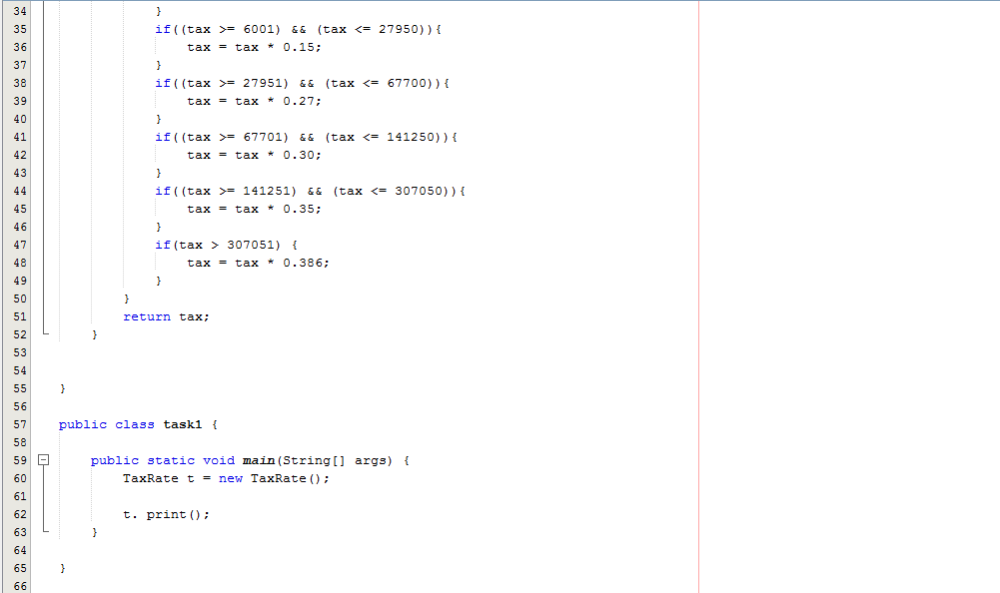 34 }
35 if((tax >= 6001) && (tax <= 27950)){
36 tax = tax * 0.15;
37 }
38 if((tax >= 27951) && (tax <= 67700)){
39 tax = tax * 0.27;
40 }
41 if((tax >= 67701) && (tax <= 141250)){
42 tax = tax * 0.30;
43 }
44 if((tax >= 141251) && (tax <= 307050)){
45 tax = tax * 0.35;
46 }
47 if(tax > 307051) {
48 tax = tax * 0.386;
49 }
50 }
51 return tax;
52 }
53
54
55 }
56
57 public class task1 {
58
59 public static void main(String[] args) {
60 TaxRate t = new TaxRate();
61
62 t. print();
63 }
64
65 }
66